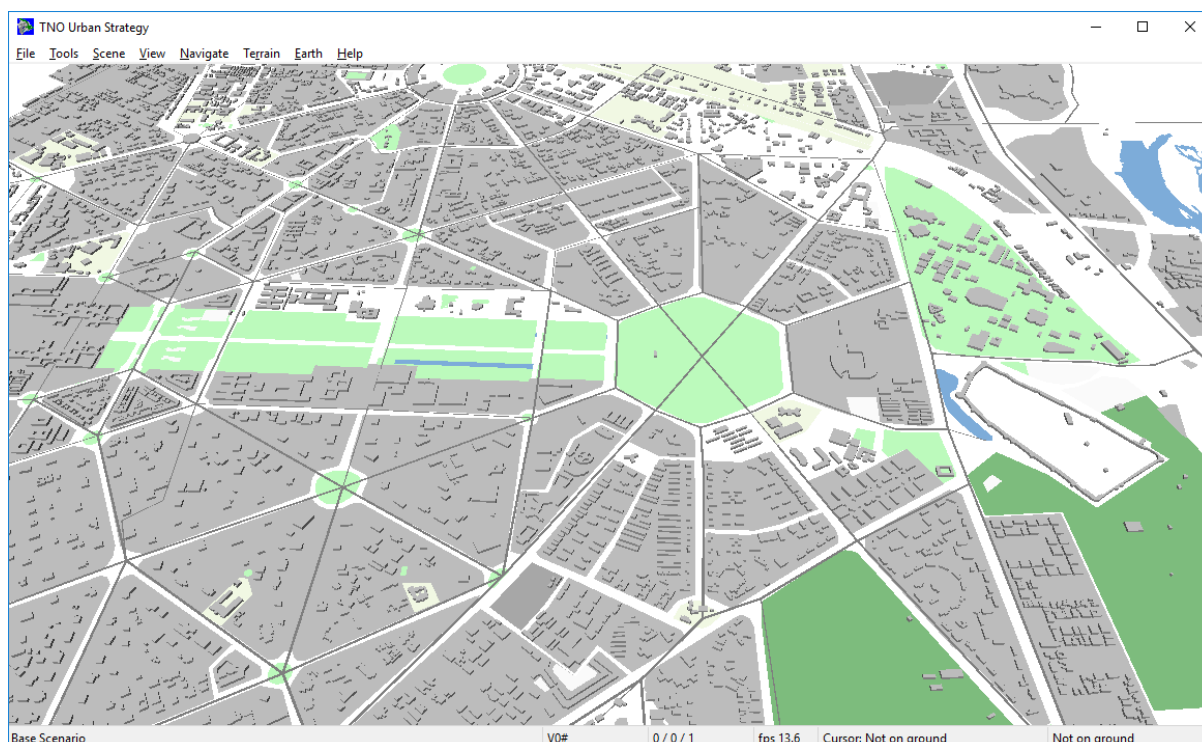 TNO Urban Strategy
File Tools Scene View Navigate Terrain Earth Help
Base Scenario V0# 0 / 0 / 1 fps 13.6 Cursor: Not on ground Not on ground